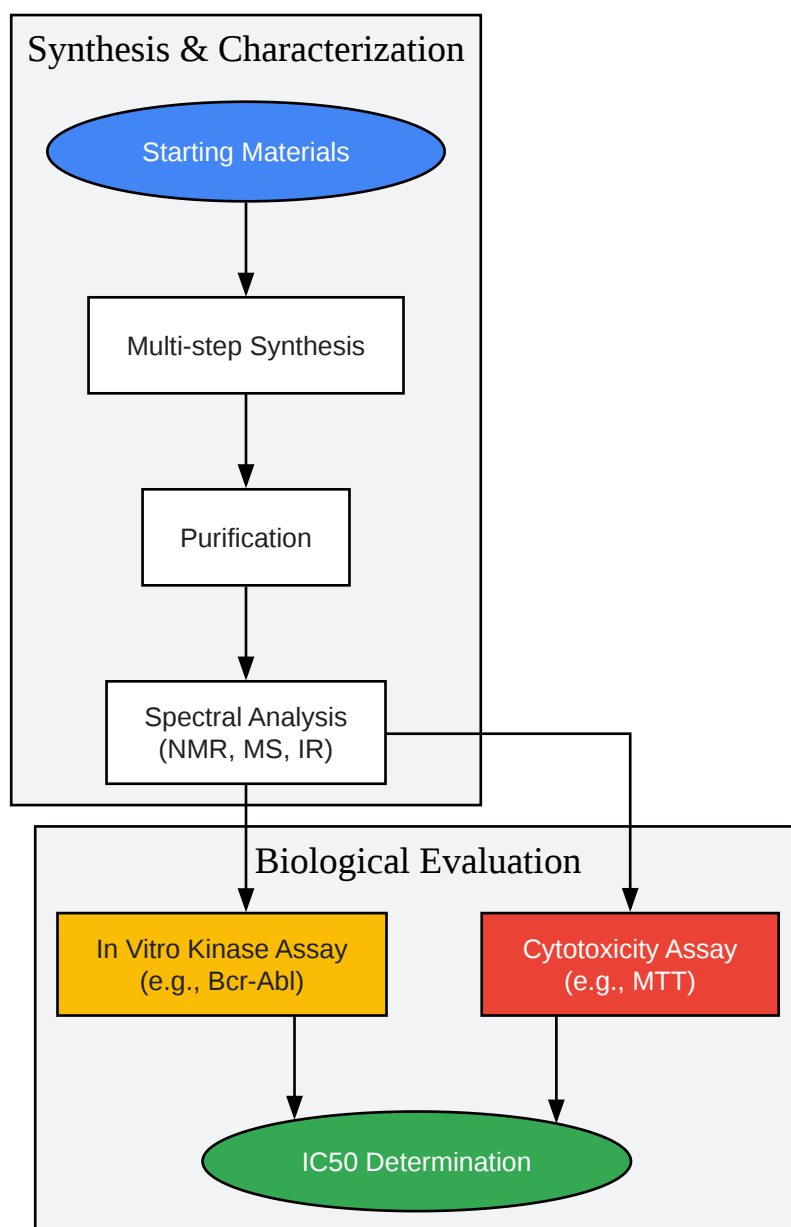 Synthesis & Characterization
Starting Materials
Multi-step Synthesis
Purification
Spectral Analysis
(NMR, MS, IR)
Biological Evaluation
In Vitro Kinase Assay
(e.g., Bcr-Abl)
Cytotoxicity Assay
(e.g., MTT)
IC50 Determination